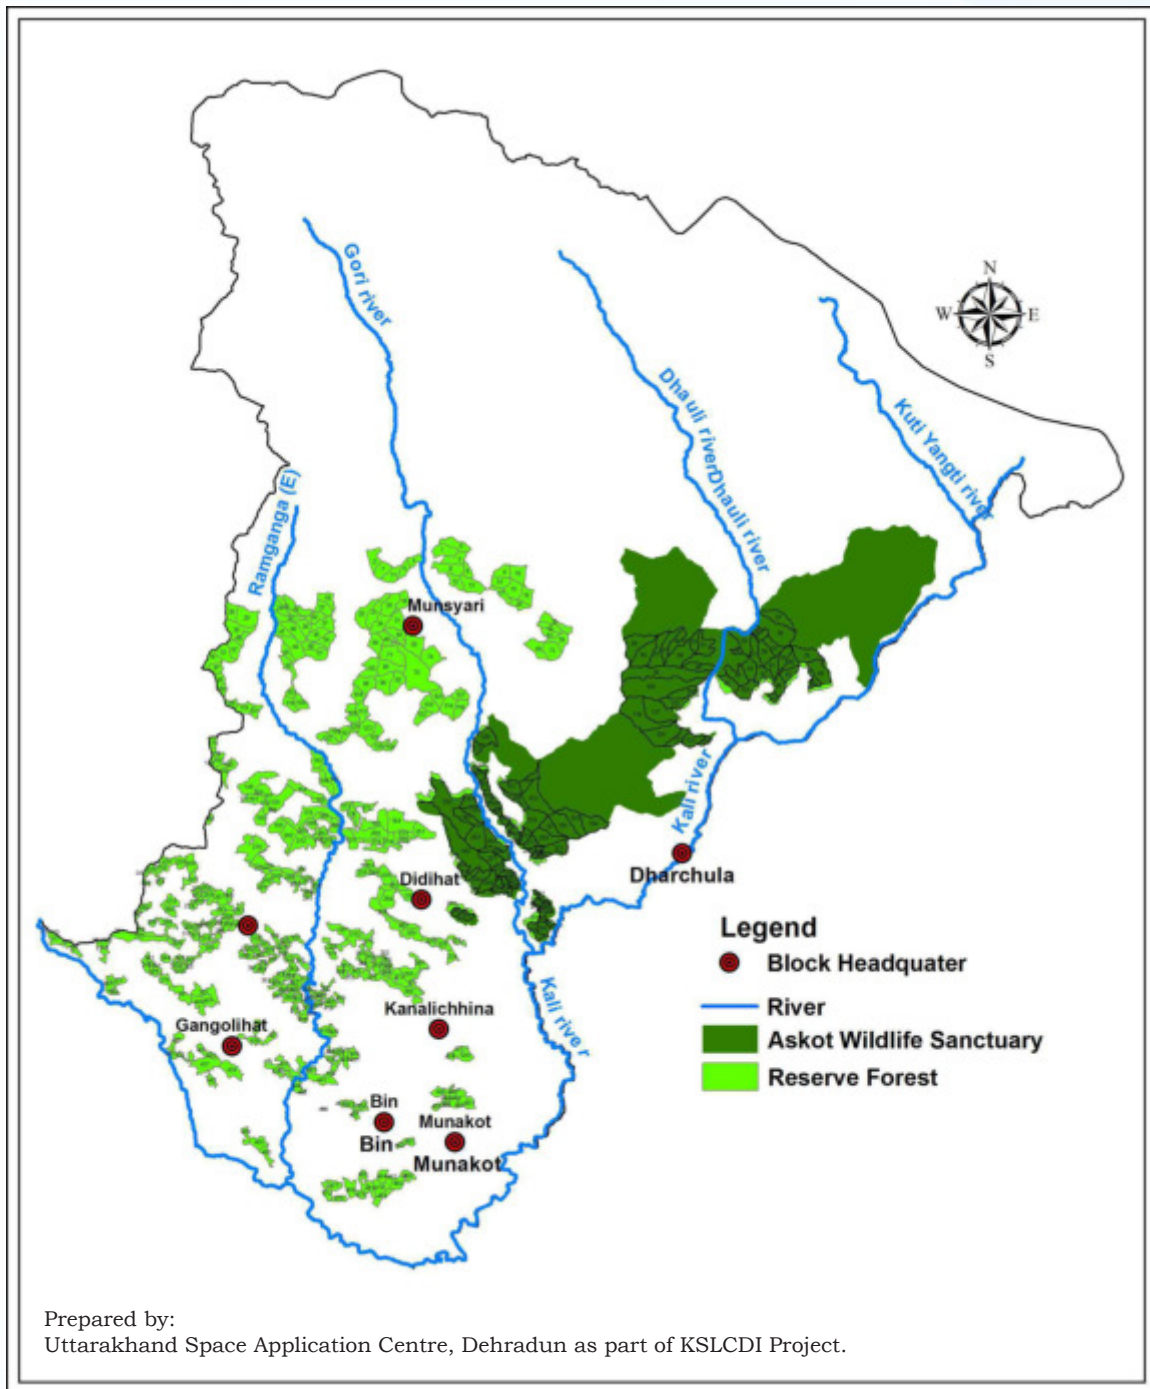 N
W
E
S
Gori river
Dhauli river
Dhauli river
Kuti Yangti river
Ramganga (E)
Munsyari
Kali river
Dharchula
Didihat
Legend
Block Headquater
River
Askot Wildlife Sanctuary
Reserve Forest
Kanalichhina
Kali river
Gangolihat
Bin
Bin
Munakot
Munakot
Prepared by:
Uttarakhand Space Application Centre, Dehradun as part of KSLCDI Project.